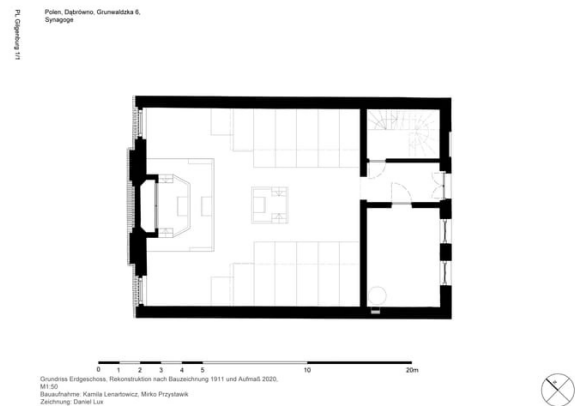 PL Gilgenburg 1/1
Polen, Dąbrówno, Grunwaldzka 6,
Synagoge
0 1 2 3 4 5 10 20m
Grundriss Erdgeschoss, Rekonstruktion nach Bauzeichnung 1911 und Aufmaß 2020,
M1:50
Bauaufnahme: Kamila Lenartowicz, Mirko Przystawik
Zeichnung: Daniel Lux